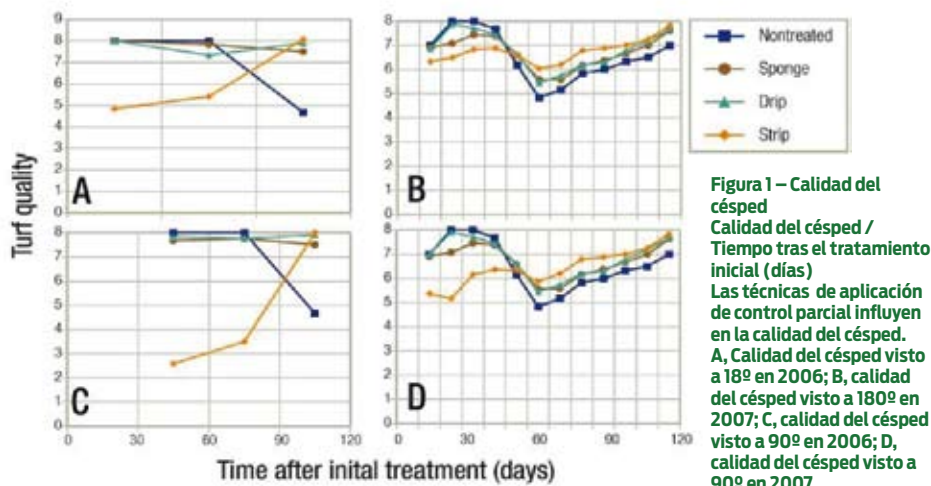 9
8
7
6
5
4
3
2
1
0
A
8
7
6
5
4
3
2
1
0
B
Turf quality
8
7
6
5
4
3
2
1
0
C
8
7
6
5
4
3
2
1
0
D
0 30 60 90 120
0 30 60 90 120
Time after inital treatment (days)
Nontreated
Sponge
Drip
Strip
Figura 1 – Calidad del
césped
Calidad del césped /
Tiempo tras el tratamiento
inicial (días)
Las técnicas de aplicación
de control parcial influyen
en la calidad del césped.
A, Calidad del césped visto
a 18º en 2006; B, calidad
del césped visto a 180º en
2007; C, calidad del césped
visto a 90º en 2006; D,
calidad del césped visto a
90º en 2007